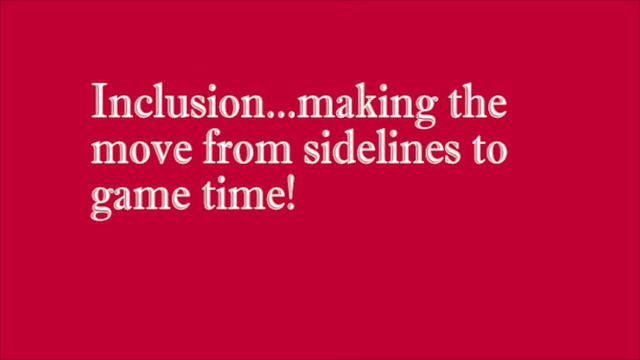 Inclusion...making the
move from sidelines to
game time!